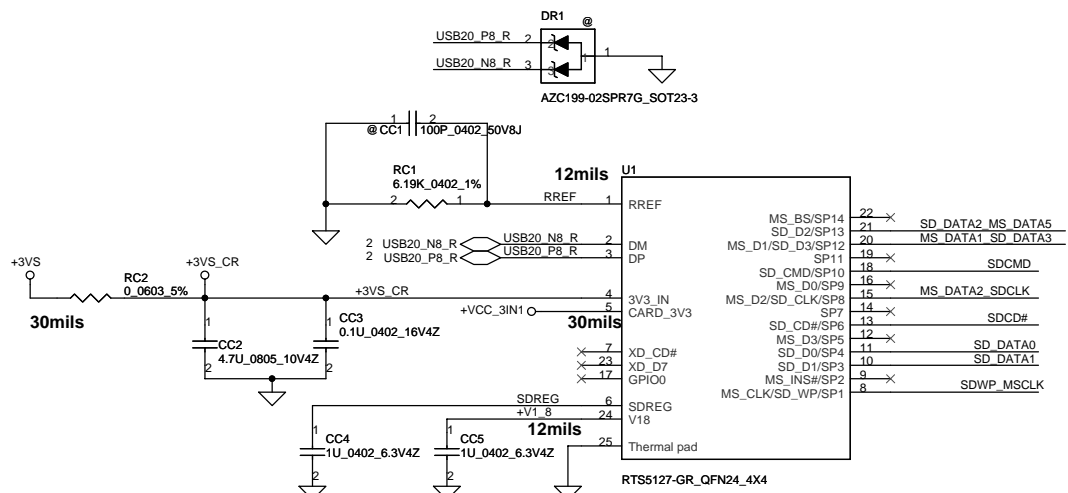 DR1
@
USB20_P8_R 2 2
USB20_N8_R 3 3
1 1
AZC199-02SPR7G_SOT23-3
1 2
@ CC1 100P_0402_50V8J
RC1
6.19K_0402_1%
2 1
12mils
RREF 1 RREF
U1
2 USB20_N8_R USB20_N8_R 2 DM
2 USB20_P8_R USB20_P8_R 3 DP
+3VS
RC2
0_0603_5%
30mils
+3VS_CR
+3VS_CR 4 3V3_IN
+VCC_3IN1 5 CARD_3V3
30mils
1
CC2
4.7U_0805_10V4Z
2
1
CC3
0.1U_0402_16V4Z
2
7 XD_CD#
23 XD_D7
17 GPIO0
SDREG 6 SDREG
+V1_8 24 V18
12mils
25 Thermal pad
1
CC4
1U_0402_6.3V4Z
2
1
CC5
1U_0402_6.3V4Z
2
MS_BS/SP14 22
SD_D2/SP13 21 SD_DATA2_MS_DATA5
MS_D1/SD_D3/SP12 20 MS_DATA1_SD_DATA3
SP11 19
SD_CMD/SP10 18 SDCMD
MS_D0/SP9 16
MS_D2/SD_CLK/SP8 15 MS_DATA2_SDCLK
SP7 14
SD_CD#/SP6 13 SDCD#
MS_D3/SP5 12
SD_D0/SP4 11 SD_DATA0
SD_D1/SP3 10 SD_DATA1
MS_INS#/SP2 9
MS_CLK/SD_WP/SP1 8 SDWP_MSCLK
RTS5127-GR_QFN24_4X4